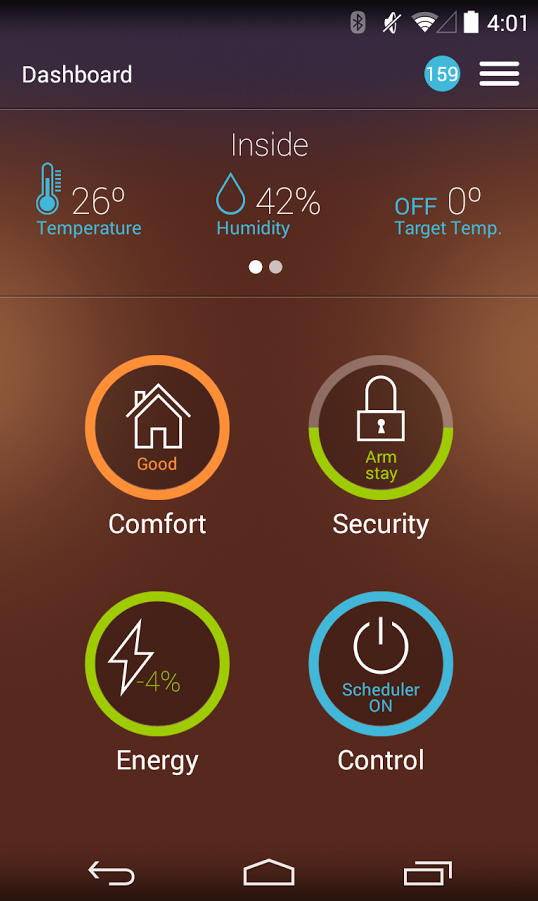 4:01
Dashboard
159
Inside
26º
42%
OFF 0º
Temperature
Humidity
Target Temp.
Good
Arm
stay
Comfort
Security
-4%
Scheduler
ON
Energy
Control